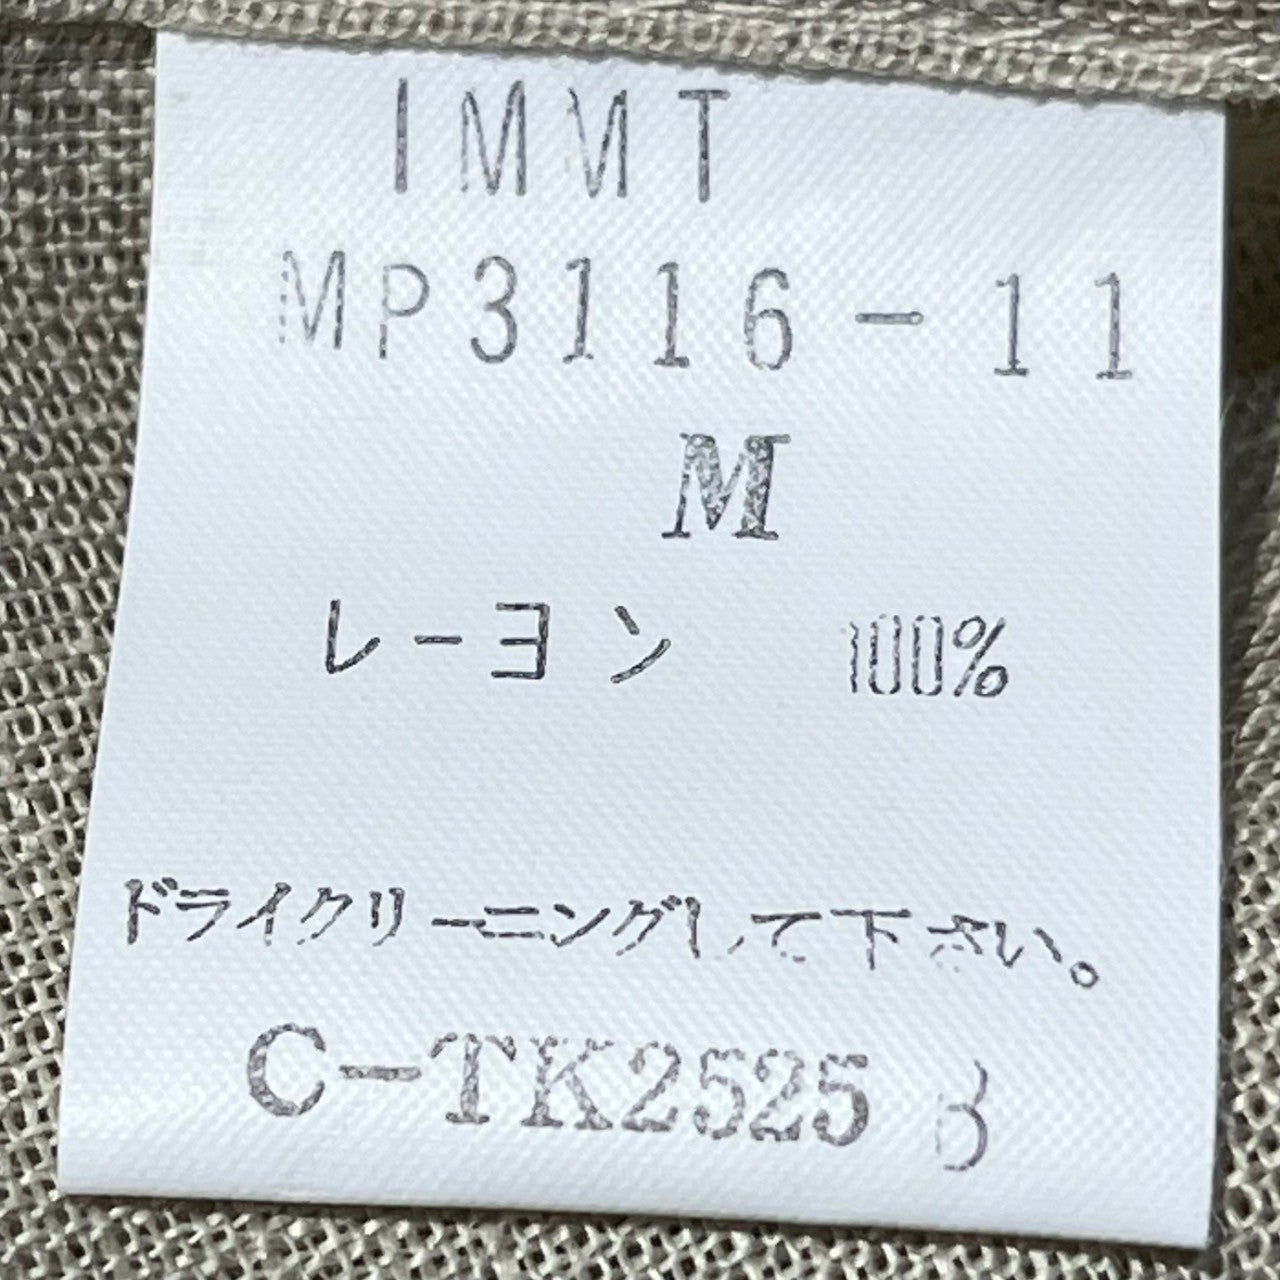 IMMT
MP3116-11
M
レーヨン 100%
ドライクリーニングして下さい。
C-TK2525